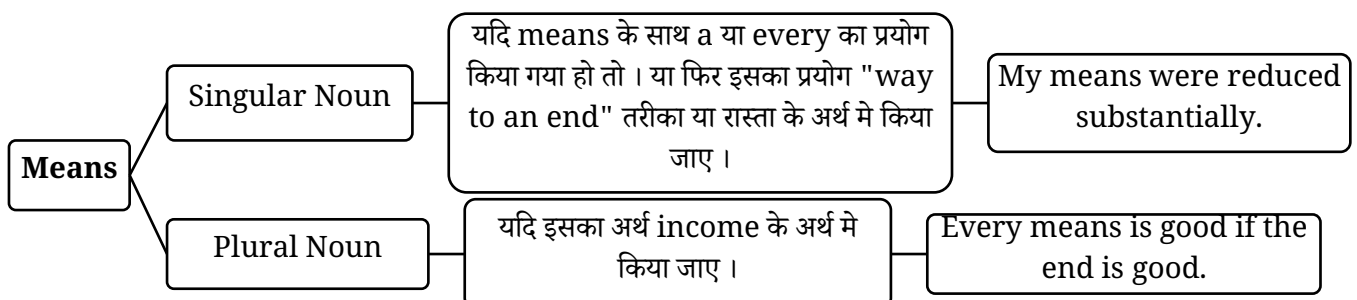 Means
Singular Noun
यदि means के साथ a या every का प्रयोग
किया गया हो तो । या फिर इसका प्रयोग "way
to an end" तरीका या रास्ता के अर्थ मे किया
जाए ।
My means were reduced
substantially.
Plural Noun
यदि इसका अर्थ income के अर्थ मे
किया जाए ।
Every means is good if the
end is good.